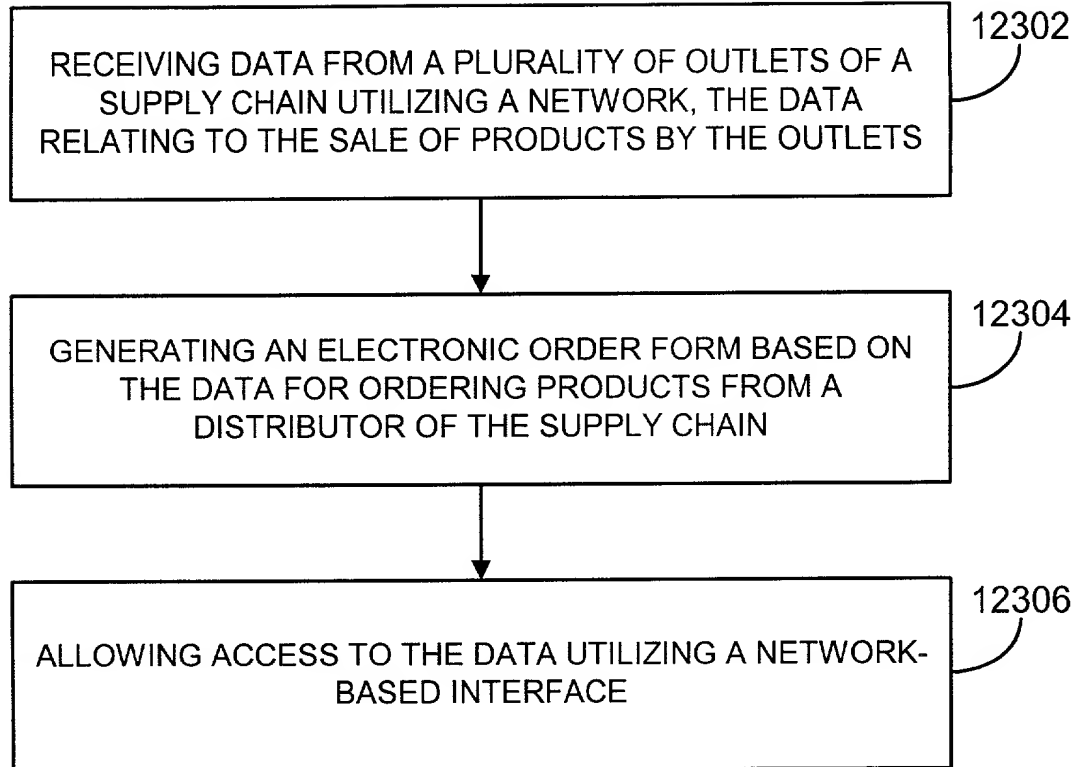 12302
RECEIVING DATA FROM A PLURALITY OF OUTLETS OF A
SUPPLY CHAIN UTILIZING A NETWORK, THE DATA
RELATING TO THE SALE OF PRODUCTS BY THE OUTLETS
12304
GENERATING AN ELECTRONIC ORDER FORM BASED ON
THE DATA FOR ORDERING PRODUCTS FROM A
DISTRIBUTOR OF THE SUPPLY CHAIN
12306
ALLOWING ACCESS TO THE DATA UTILIZING A NETWORK-
BASED INTERFACE